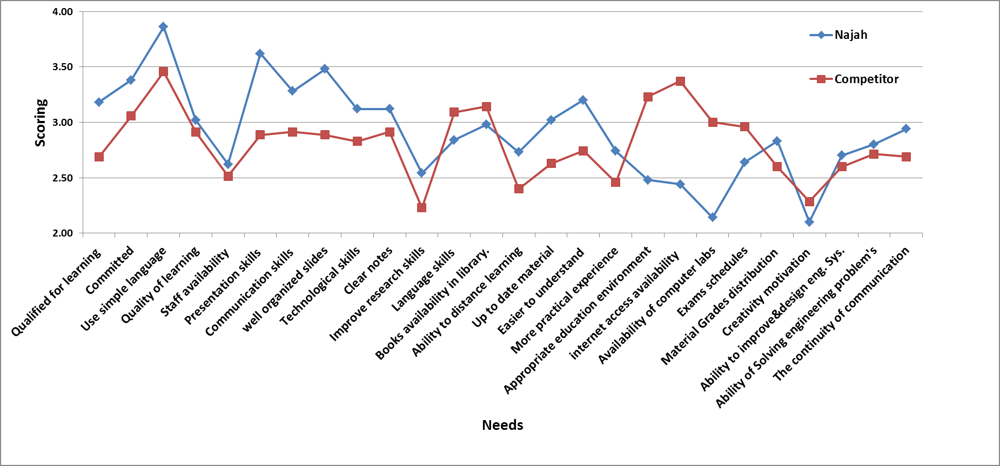 4.00
3.50
3.00
2.50
2.00
Scoring
Najah
Competitor
Qualified for learning
Committed
Use simple language
Quality of learning
Staff availability
Presentation skills
Communication skills
well organized slides
Technological skills
Clear notes
Improve research skills
Language skills
Books availability in library.
Ability to distance learning
Up to date material
Easier to understand
More practical experience
Appropriate education environment
internet access availability
Availability of computer labs
Exams schedules
Material Grades distribution
Creativity motivation
Ability to improve&design eng. Sys.
Ability of Solving engineering problem's
The continuity of communication
Needs